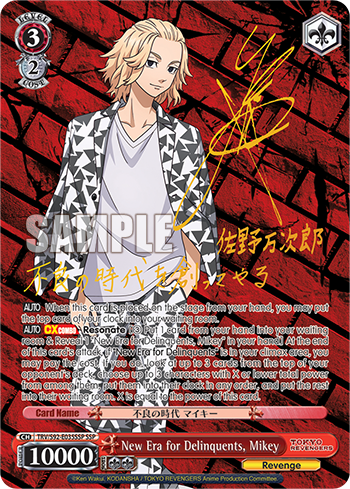 LEVEL
3
2
COST
SAMPLE
佐野万次郎
不良の時代を創ってやる
AUTO When this card is placed on the stage from your hand, you may put
the top card of your clock into your waiting room.
AUTO CXCOMBO Resonate Put 1 card from your hand into your waiting
room & Reveal "New Era for Delinquents, Mikey" in your hand] At the end
of this card's attack, if "New Era for Delinquents" is in your climax area, you
may pay the cost. If you do, look at up to X cards from the top of your
opponent's deck, choose up to characters with X or lower total power
from among them, put them into their clock in any order, and put the rest
into their waiting room. X is equal to the power of this card.
Card Name
不良の時代 マイキー
CH
TRV/S92-E035SSP SSP
New Era for Delinquents, Mikey
TOKYO
REVENGERS
POWER
10000
Revenge
©Ken Wakui, KODANSHA / TOKYO REVENGERS Anime Production Committee.